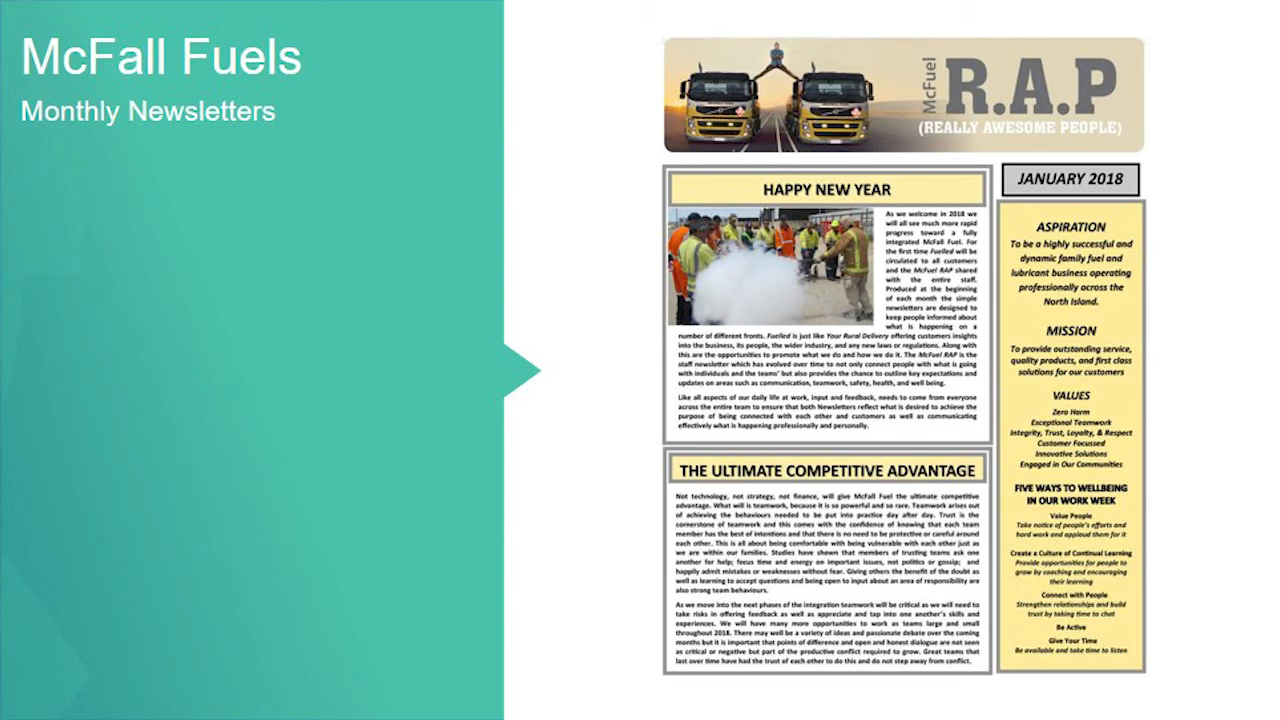 McFall Fuels
Monthly Newsletters
McFuel
R.A.P
(REALLY AWESOME PEOPLE)
HAPPY NEW YEAR
As we welcome in 2018 we
will all see much more rapid
progress toward a fully
integrated McFall Fuel. For
the first time Fuelled will be
circulated to all customers
and the McFuel RAP shared
with the entire staff.
Produced at the beginning
of each month the simple
newsletters are designed to
keep people informed about
what is happening on a
number of different fronts. Fuelled is just like Your Rural Delivery offering customers insights
into the business, its people, the wider industry, and any new laws or regulations. Along with
this are the opportunities to promote what we do and how we do it. The McFuel RAP is the
staff newsletter which has evolved over time to not only connect people with what is going
with individuals and the teams' but also provides the chance to outline key expectations and
updates on areas such as communication, teamwork, safety, health, and well being.
Like all aspects of our daily life at work, input and feedback, needs to come from everyone
across the entire team to ensure that both Newsletters reflect what is desired to achieve the
purpose of being connected with each other and customers as well as communicating
effectively what is happening professionally and personally.
THE ULTIMATE COMPETITIVE ADVANTAGE
Not technology, not strategy, not finance, will give McFall Fuel the ultimate competitive
advantage. What will is teamwork, because it is so powerful and so rare. Teamwork arises out
of achieving the behaviours needed to be put into practice day after day. Trust is the
cornerstone of teamwork and this comes with the confidence of knowing that each team
member has the best of intentions and that there is no need to be protective or careful around
each other. This is all about being comfortable with being vulnerable with each other just as
we are within our families. Studies have shown that members of trusting teams ask one
another for help; focus time and energy on important issues, not politics or gossip; and
happily admit mistakes or weaknesses without fear. Giving others the benefit of the doubt as
well as learning to accept questions and being open to input about an area of responsibility are
also strong team behaviours.
As we move into the next phases of the integration teamwork will be critical as we will need to
take risks in offering feedback as well as appreciate and tap into one another's skills and
experiences. We will have many more opportunities to work as teams large and small
throughout 2018. There may well be a variety of ideas and passionate debate over the coming
months but it is important that points of difference and open and honest dialogue are not seen
as critical or negative but part of the productive conflict required to grow. Great teams that
last over time have had the trust of each other to do this and do not step away from conflict.
JANUARY 2018
ASPIRATION
To be a highly successful and
dynamic family fuel and
lubricant business operating
professionally across the
North Island.
MISSION
To provide outstanding service,
quality products, and first class
solutions for our customers
VALUES
Zero Harm
Exceptional Teamwork
Integrity, Trust, Loyalty, & Respect
Customer Focussed
Innovative Solutions
Engaged in Our Communities
FIVE WAYS TO WELLBEING
IN OUR WORK WEEK
Value People
Take notice of people's efforts and
hard work and applaud them for it
Create a Culture of Continual Learning
Provide opportunities for people to
grow by coaching and encouraging
their learning
Connect with People
Strengthen relationships and build
trust by taking time to chat
Be Active
Give Your Time
Be available and take time to listen